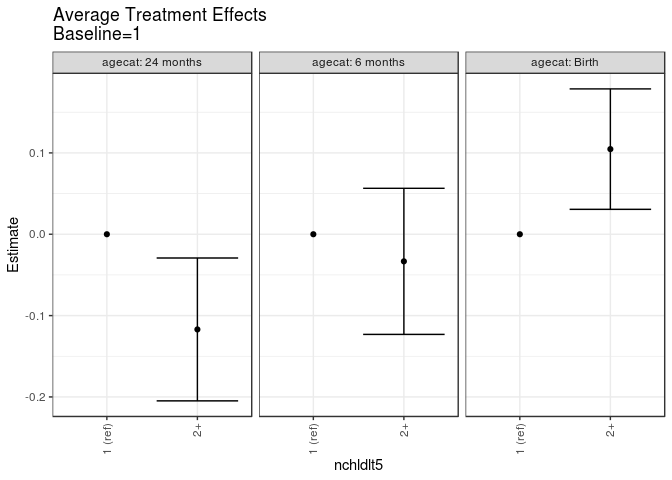 Average Treatment Effects
Baseline=1
agecat: 24 months
agecat: 6 months
agecat: Birth
Estimate
0.1
0.0
-0.1
-0.2
1 (ref)
2+
1 (ref)
2+
1 (ref)
2+
nchldlt5